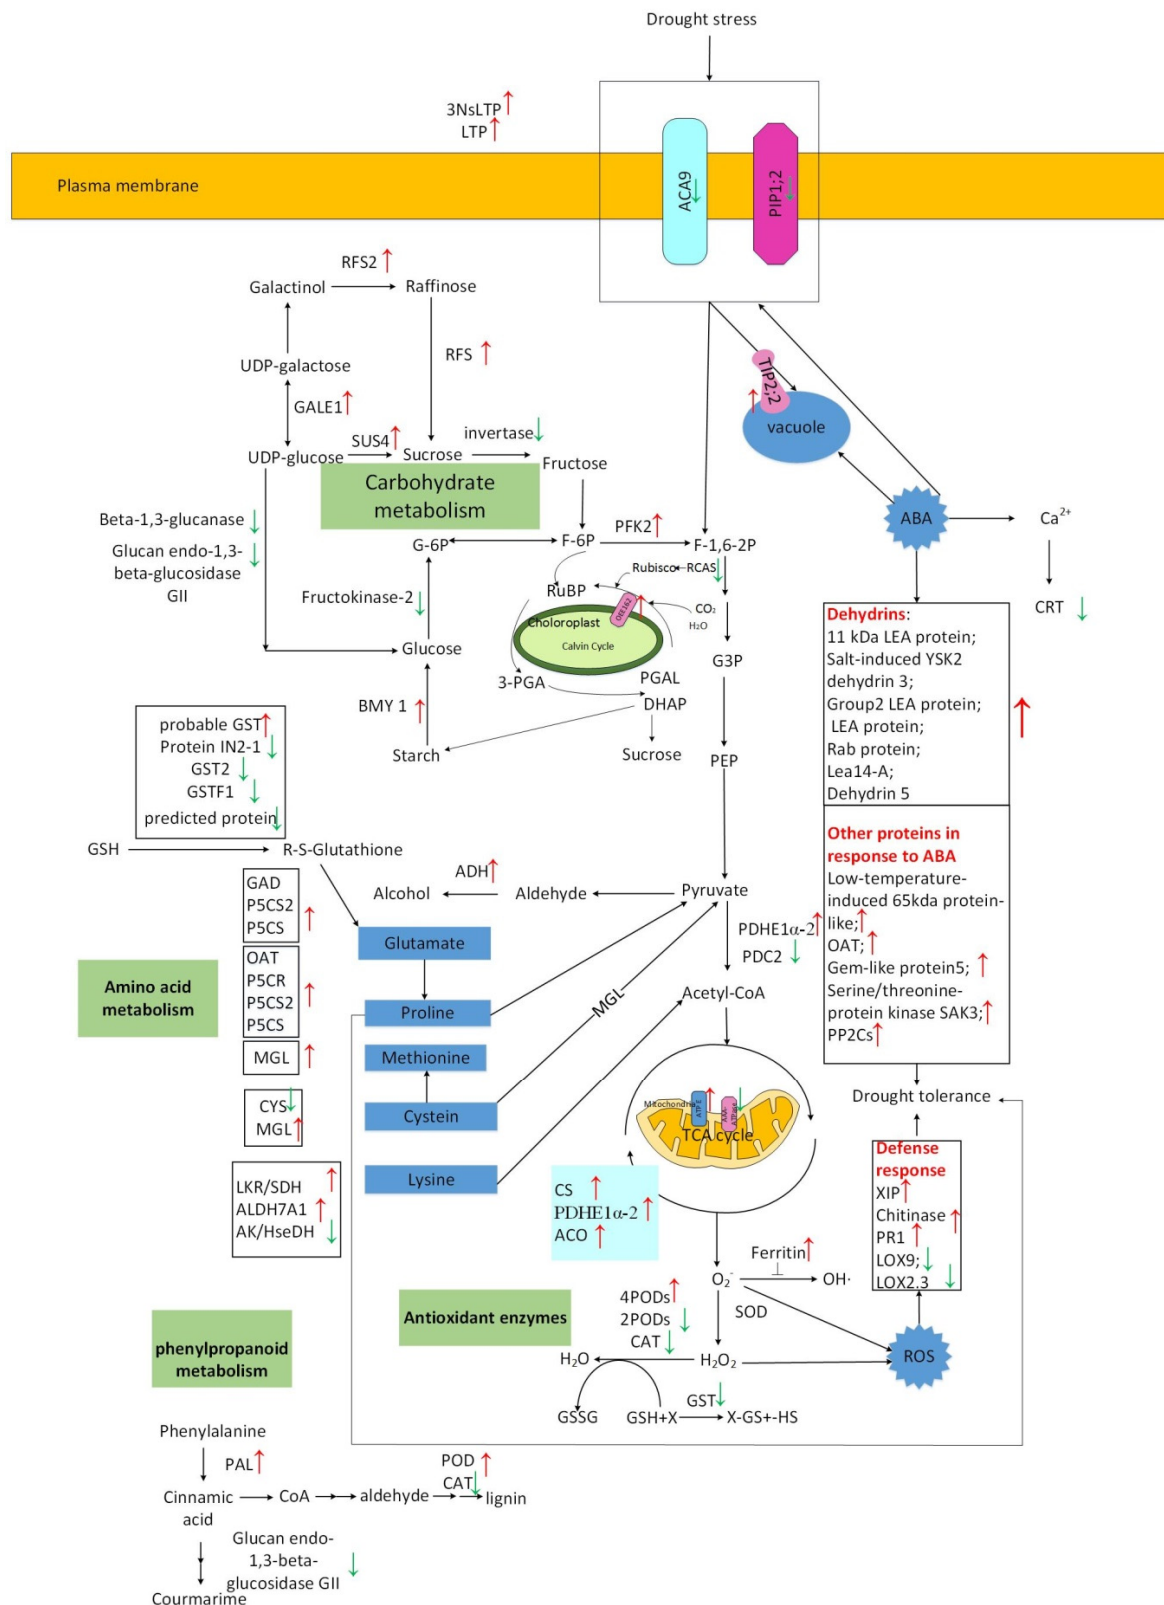 Drought stress
3NsLTP
LTP
Plasma membrane
ACA9
PIP1;2
RFS2
Galactinol
Raffinose
RFS
UDP-galactose
GALE1
TIP2;2
vacuole
SUS4
invertase
UDP-glucose
Sucrose
Fructose
Carbohydrate
metabolism
Beta-1,3-glucanase
Glucan endo-1,3-
beta-glucosidase
GII
ABA
Ca²⁺
CRT
G-6P
F-6P
PFK2
F-1,6-2P
Rubisco
RCAS
Fructokinase-2
RuBP
CO₂
H₂O
Choloroplast
Calvin Cycle
Glucose
3-PGA
PGAL
G3P
BMY 1
DHAP
Starch
Sucrose
PEP
Dehydrins:
11 kDa LEA protein;
Salt-induced YSK2
dehydrin 3;
Group2 LEA protein;
LEA protein;
Rab protein;
Lea14-A;
Dehydrin 5
probable GST
Protein IN2-1
GST2
GSTF1
predicted protein
GSH
R-S-Glutathione
Other proteins in
response to ABA
Low-temperature-
induced 65kda protein-
like;
OAT;
Gem-like protein5;
Serine/threonine-
protein kinase SAK3;
PP2Cs
ADH
Alcohol
Aldehyde
Pyruvate
GAD
P5CS2
P5CS
PDHE1α-2
PDC2
Glutamate
OAT
P5CR
P5CS2
P5CS
Amino acid
metabolism
Proline
MGL
Acetyl-CoA
MGL
Methionine
CYS
MGL
Cystein
Mitochondria
ATP E
AAA-
ATPase
TCA cycle
Drought tolerance
LKR/SDH
ALDH7A1
AK/HseDH
Lysine
CS
PDHE1α-2
ACO
Defense
response
XIP
Chitinase
PR1
LOX9;
LOX2.3
Ferritin
O₂⁻
OH·
Antioxidant enzymes
4PODs
2PODs
CAT
SOD
H₂O
H₂O₂
ROS
GST
GSSG
GSH+X
X-GS+-HS
phenylpropanoid
metabolism
Phenylalanine
PAL
POD
CAT
Cinnamic
acid
CoA
aldehyde
lignin
Glucan endo-
1,3-beta-
glucosidase GII
Courmarime